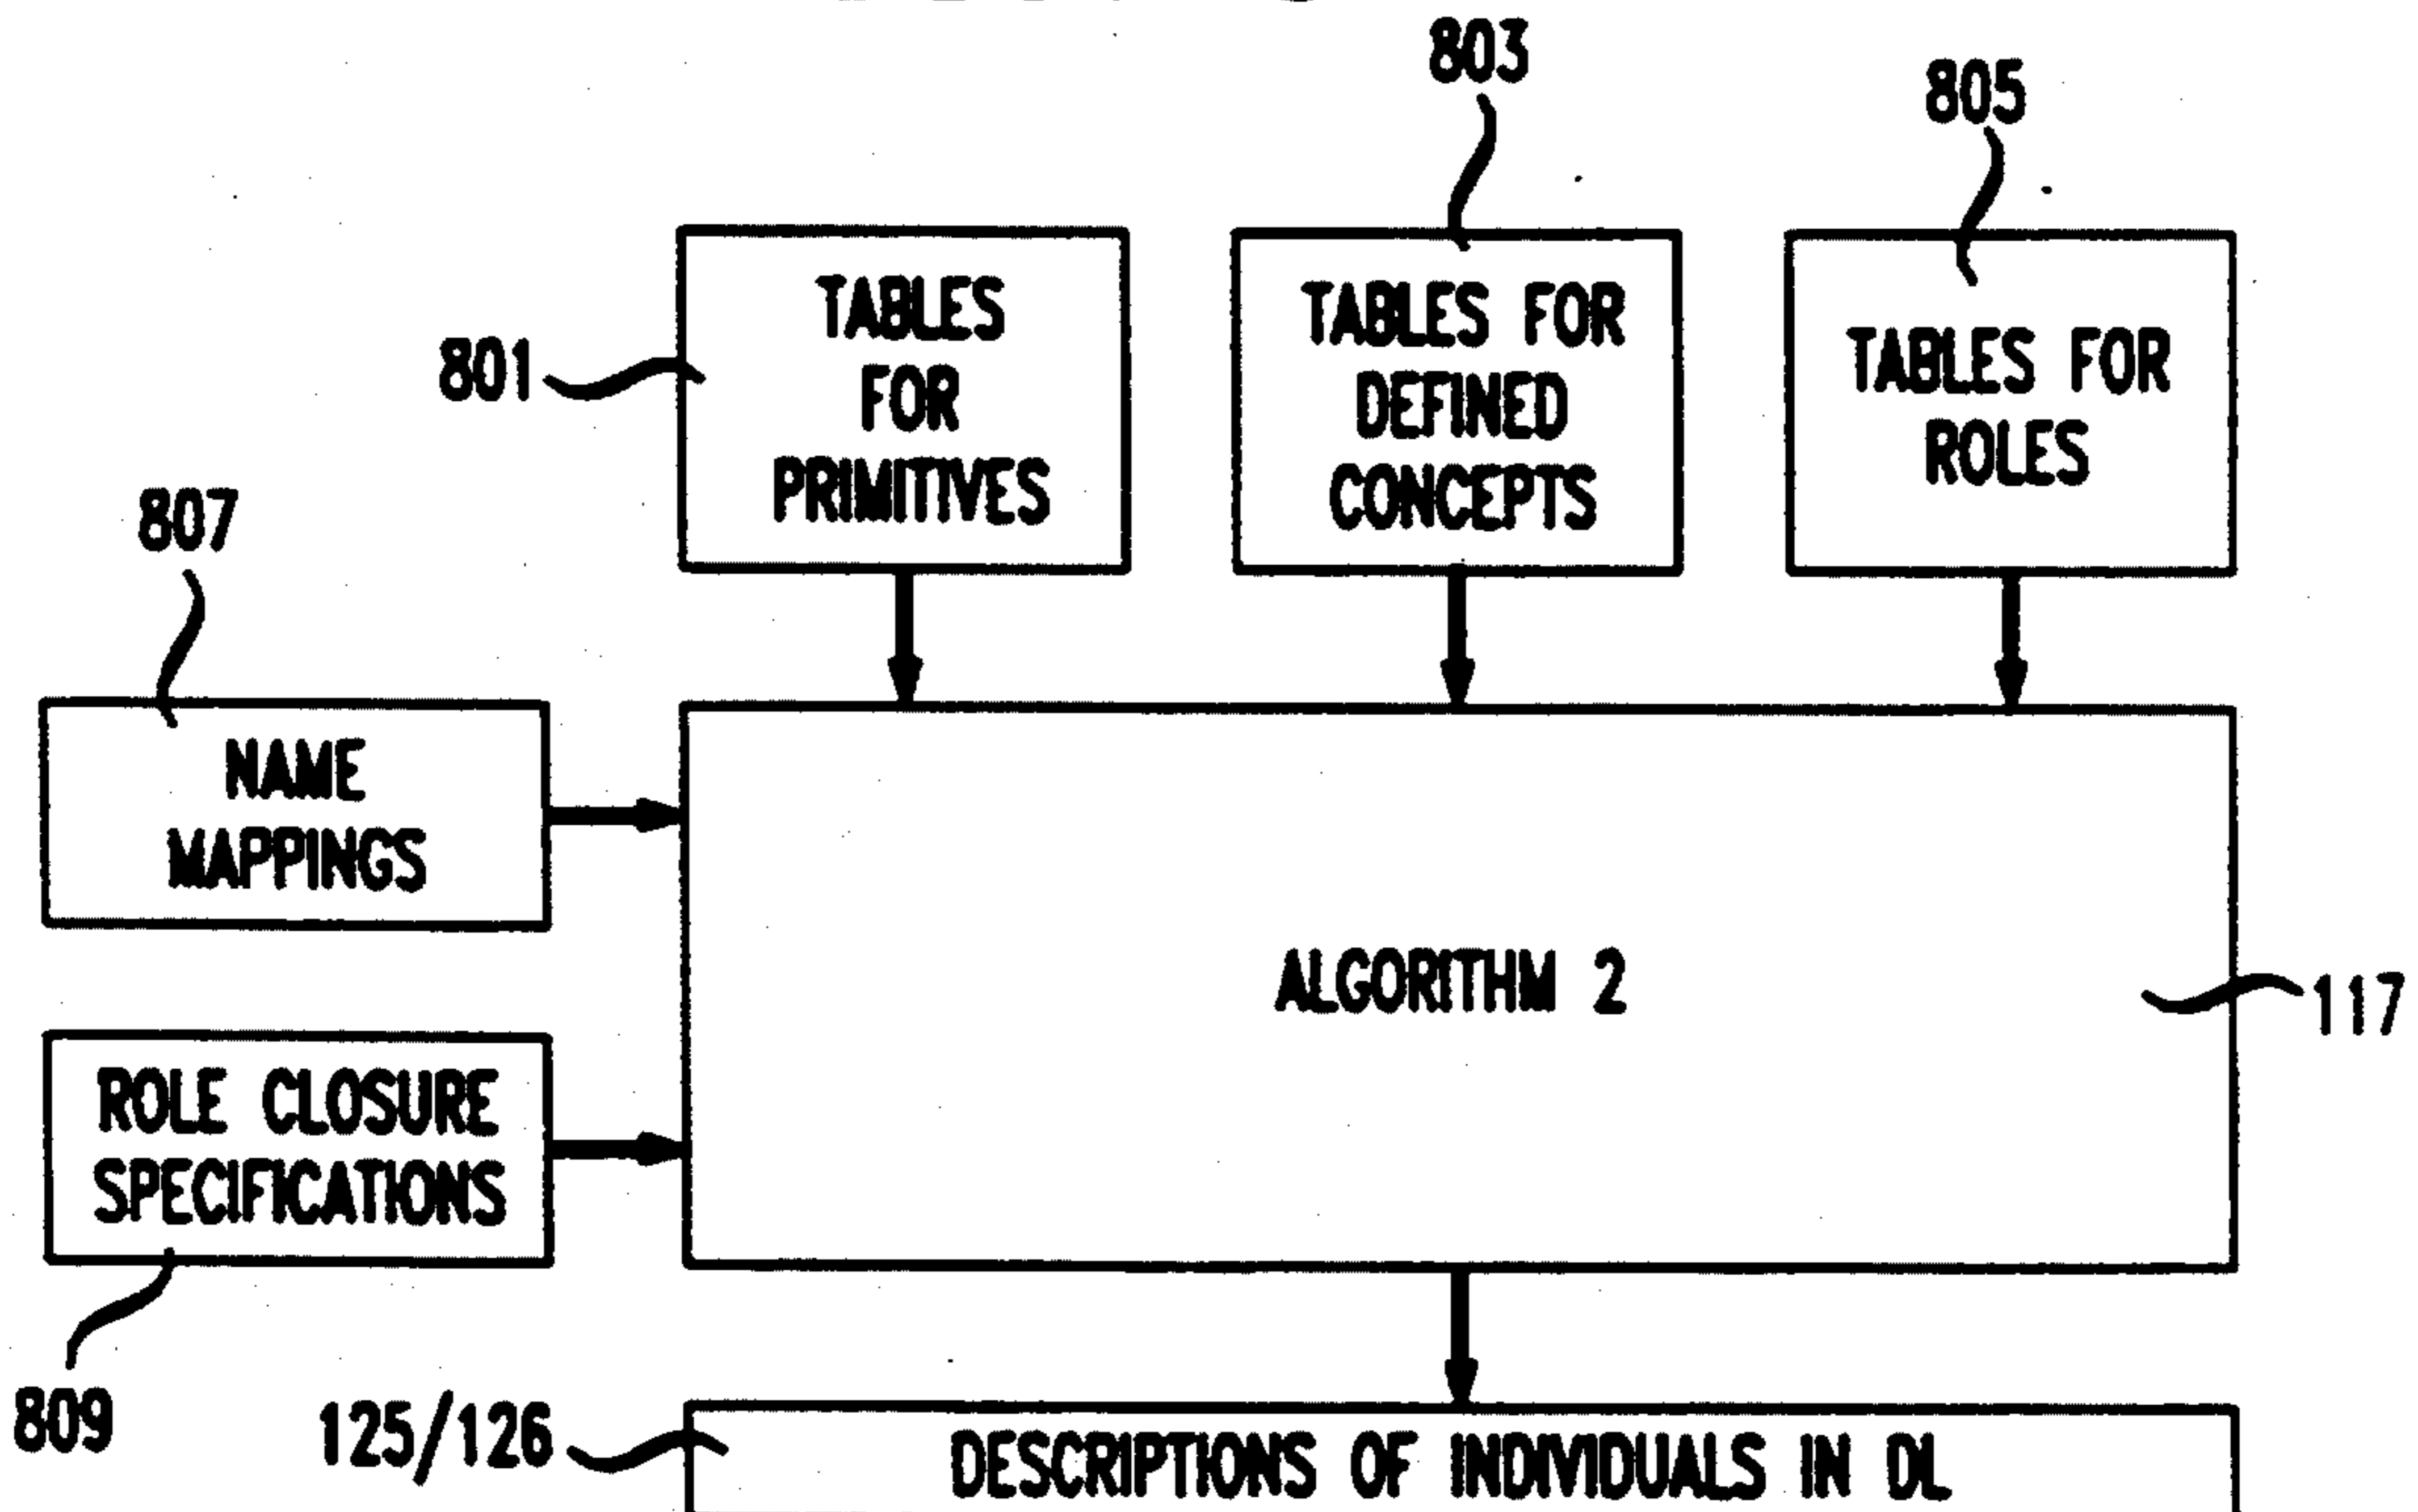 803
805
TABLES
FOR
PRIMITIVES
TABLES FOR
DEFINED
CONCEPTS
TABLES FOR
ROLES
801
807
NAME
MAPPINGS
ALGORITHM 2
117
ROLE CLOSURE
SPECIFICATIONS
809
125/126
DESCRIPTIONS OF INDIVIDUALS IN DL